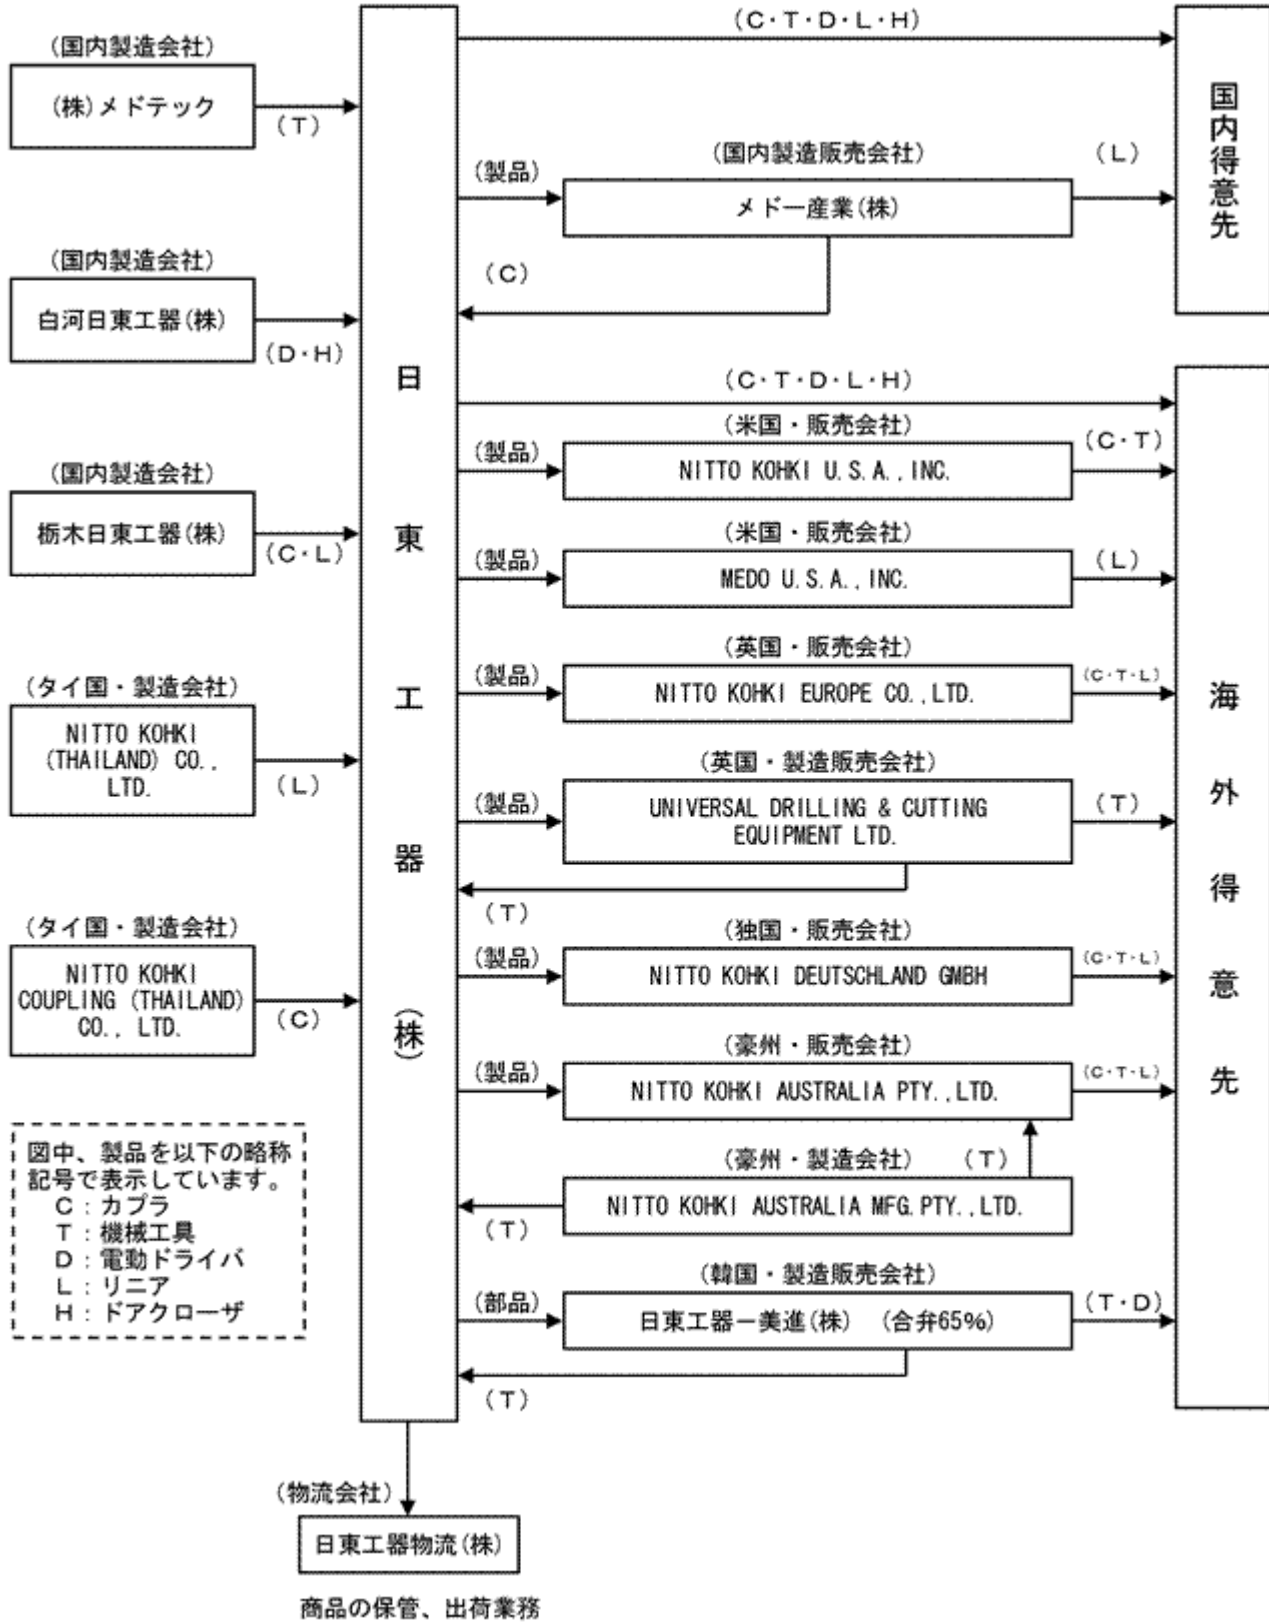 (国内製造会社)
(株)メドテック
(T)
(国内製造会社)
白河日東工器(株)
(D・H)
(国内製造会社)
栃木日東工器(株)
(C・L)
(タイ国・製造会社)
NITTO KOHKI
(THAILAND) CO.,
LTD.
(L)
(タイ国・製造会社)
NITTO KOHKI
COUPLING (THAILAND)
CO., LTD.
(C)
図中、製品を以下の略称
記号で表示しています。
C：カプラ
T：機械工具
D：電動ドライバ
L：リニア
H：ドアクローザ
日東工器(株)
(C・T・D・L・H)
(国内製造販売会社)
(製品)
メドー産業(株)
(L)
(C)
国内得意先
(C・T・D・L・H)
(米国・販売会社)
(製品)
NITTO KOHKI U.S.A.,INC.
(C・T)
(米国・販売会社)
(製品)
MEDO U.S.A.,INC.
(L)
(英国・販売会社)
(製品)
NITTO KOHKI EUROPE CO.,LTD.
(C・T・L)
(英国・製造販売会社)
(製品)
UNIVERSAL DRILLING & CUTTING
EQUIPMENT LTD.
(T)
(T)
(独国・販売会社)
(製品)
NITTO KOHKI DEUTSCHLAND GMBH
(C・T・L)
(豪州・販売会社)
(製品)
NITTO KOHKI AUSTRALIA PTY.,LTD.
(C・T・L)
(豪州・製造会社)
(T)
NITTO KOHKI AUSTRALIA MFG.PTY.,LTD.
(T)
(韓国・製造販売会社)
(部品)
日東工器－美進(株) (合弁65%)
(T・D)
(T)
海外得意先
(物流会社)
日東工器物流(株)
商品の保管、出荷業務